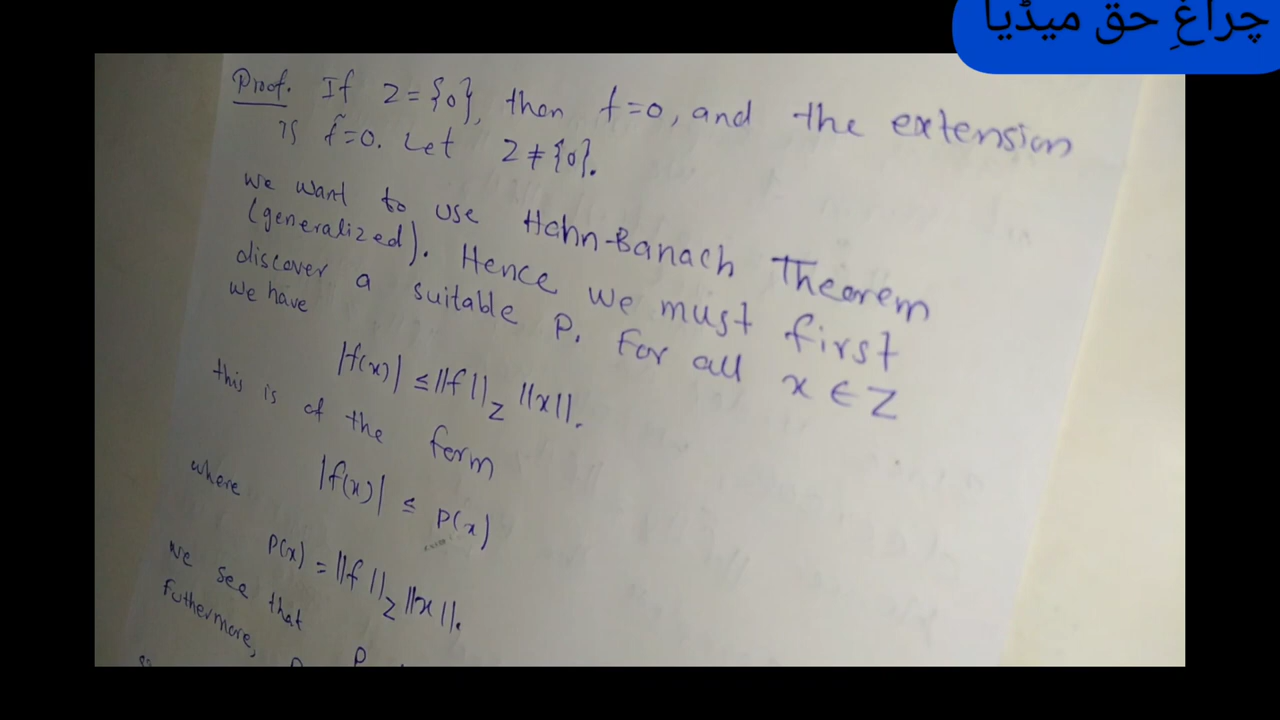 چراغِ حق میڈیا
Proof. If Z = {0}, then f=0, and the extension
is f̃=0. Let Z ≠ {0}.
we want to use Hahn-Banach Theorem
(generalized). Hence we must first
discover a suitable P. For all x ∈ Z
we have
|f(x)| ≤ ||f||_Z ||x||.
this is of the form
|f(x)| ≤ p(x)
where
p(x) = ||f||_Z ||x||.
we see that P
Futhermore,